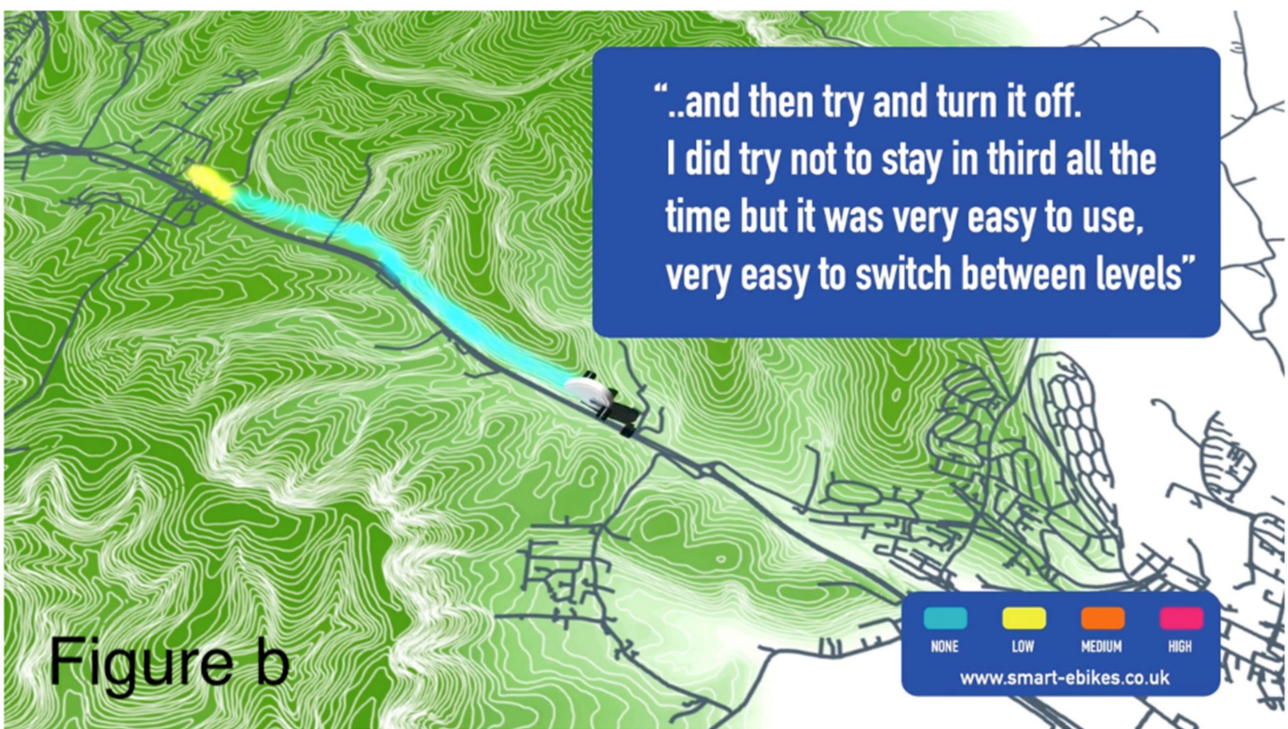 “..and then try and turn it off.
I did try not to stay in third all the
time but it was very easy to use,
very easy to switch between levels”
Figure b
NONE LOW MEDIUM HIGH
www.smart-ebikes.co.uk